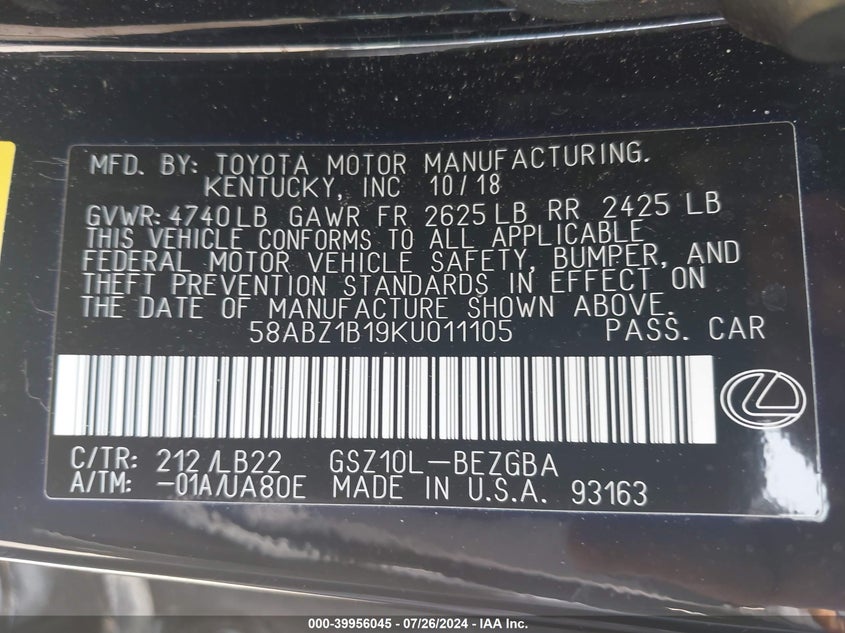 MFD. BY: TOYOTA MOTOR MANUFACTURING.
KENTUCKY, INC 10/18
GVWR: 4740LB GAWR FR 2625LB RR 2425 LB
THIS VEHICLE CONFORMS TO ALL APPLICABLE
FEDERAL MOTOR VEHICLE SAFETY, BUMPER, AND
THEFT PREVENTION STANDARDS IN EFFECT ON
THE DATE OF MANUFACTURE SHOWN ABOVE.
58ABZ1B19KU011105 PASS. CAR
C/TR: 212/LB22 GSZ10L-BEZGBA
A/TM: -01A/UA80E MADE IN U.S.A. 93163
000-39956045 / 07/26/2024 - IAA Inc.